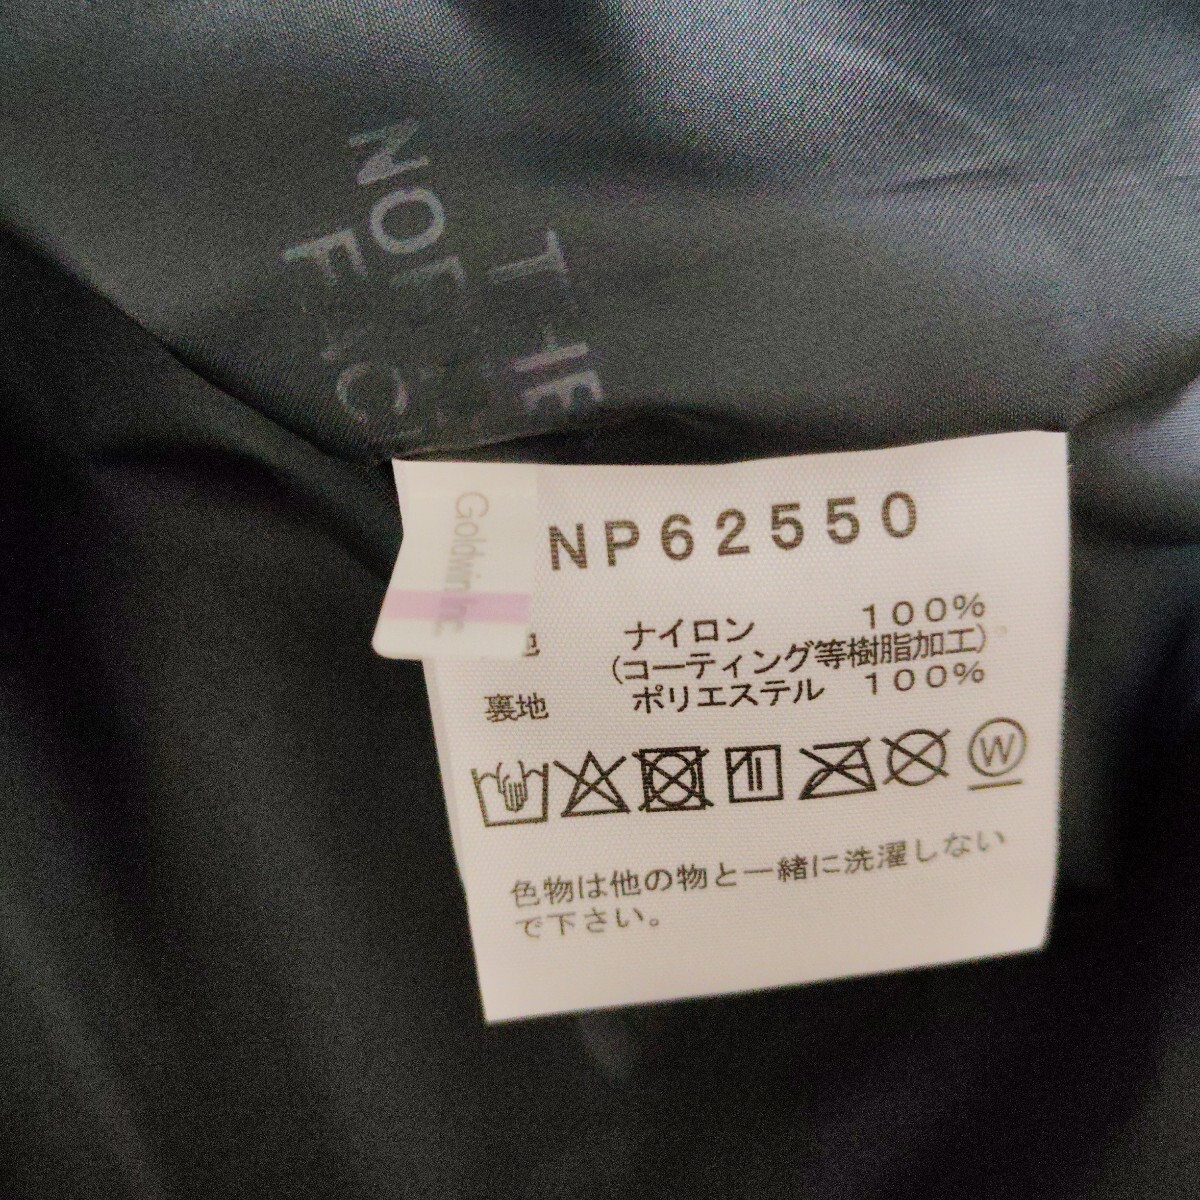 THE
NOR
FAC
Goldwin Inc.
NP62550
ナイロン 100%
(コーティング等樹脂加工)
裏地 ポリエステル 100%
W
色物は他の物と一緒に洗濯しない
で下さい。